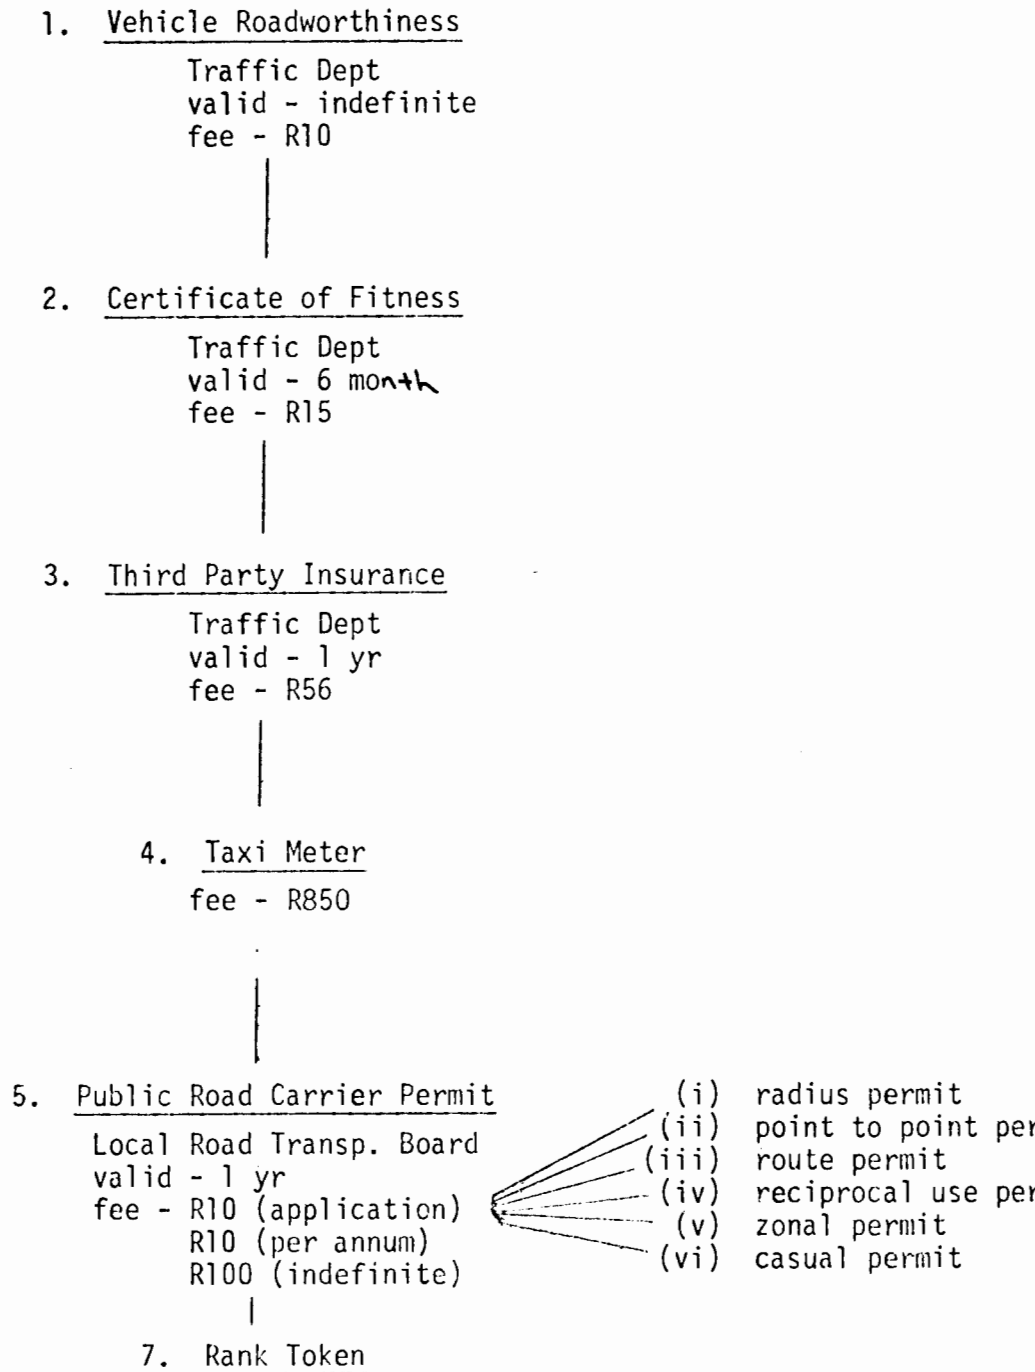 1. Vehicle Roadworthiness
Traffic Dept
valid - indefinite
fee - R10
2. Certificate of Fitness
Traffic Dept
valid - 6 month
fee - R15
3. Third Party Insurance
Traffic Dept
valid - 1 yr
fee - R56
4. Taxi Meter
fee - R850
5. Public Road Carrier Permit
Local Road Transp. Board
valid - 1 yr
fee - R10 (application)
R10 (per annum)
R100 (indefinite)
(i) radius permit
(ii) point to point per
(iii) route permit
(iv) reciprocal use per
(v) zonal permit
(vi) casual permit
7. Rank Token